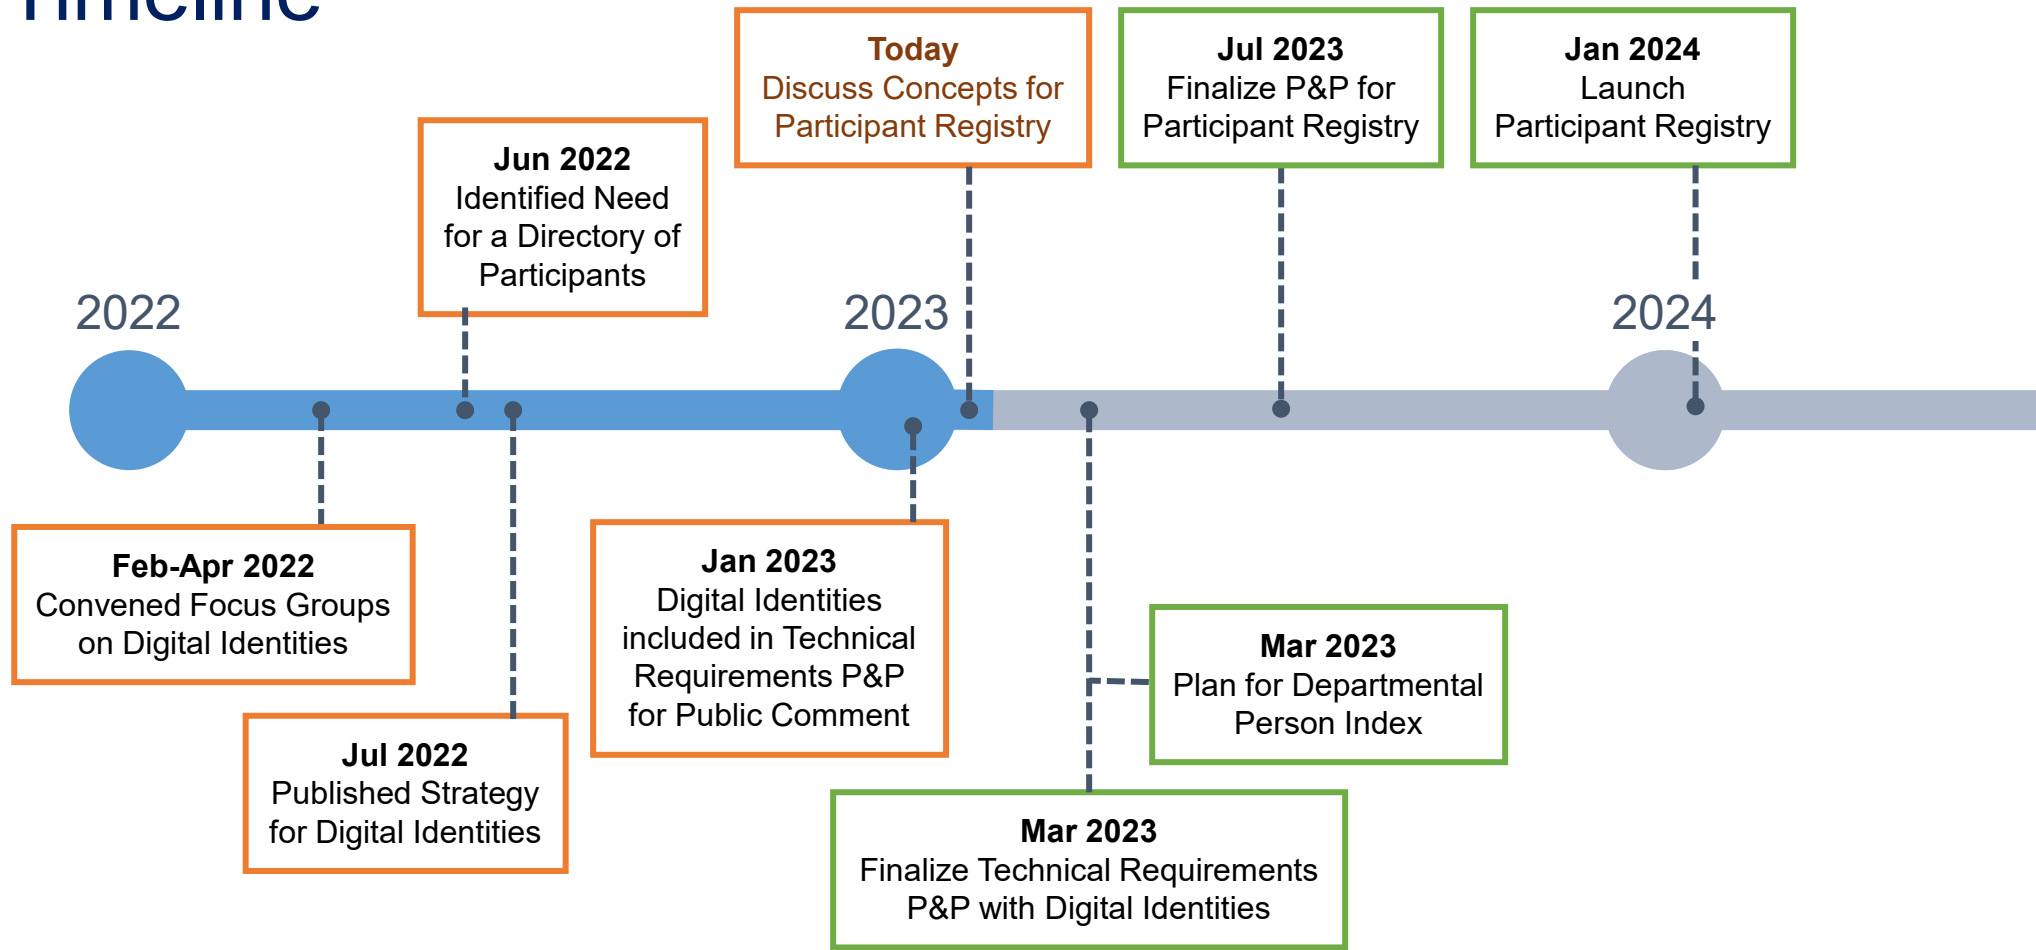 Timeline
Today
Discuss Concepts for
Participant Registry
Jul 2023
Finalize P&P for
Participant Registry
Jan 2024
Launch
Participant Registry
Jun 2022
Identified Need
for a Directory of
Participants
2022
2023
2024
Feb-Apr 2022
Convened Focus Groups
on Digital Identities
Jul 2022
Published Strategy
for Digital Identities
Jan 2023
Digital Identities
included in Technical
Requirements P&P
for Public Comment
Mar 2023
Plan for Departmental
Person Index
Mar 2023
Finalize Technical Requirements
P&P with Digital Identities